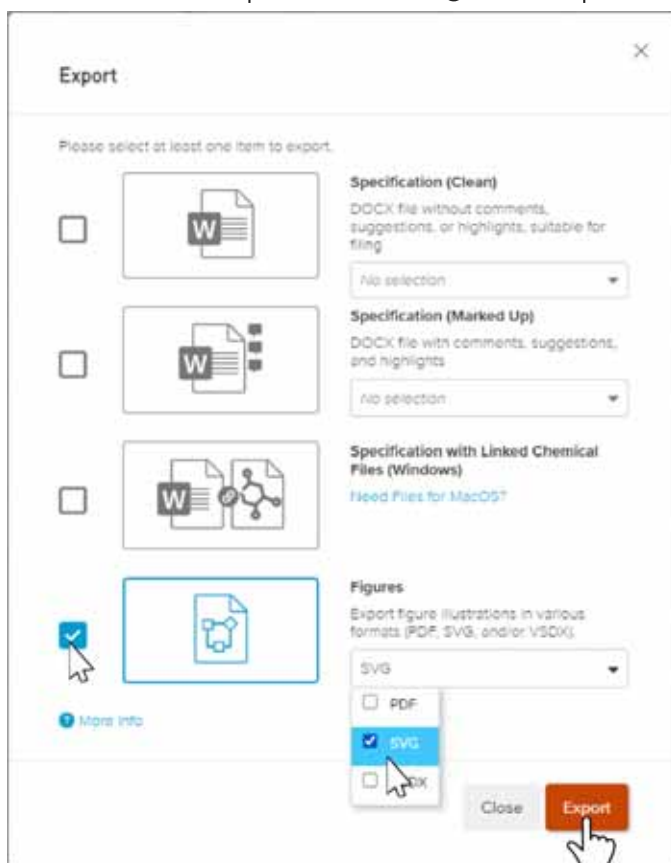 Export
Please select at least one item to export.
W
Specification (Clean)
DOCX file without comments,
suggestions, or highlights, suitable for
filing
No selection
W
Specification (Marked Up)
DOCX file with comments, suggestions,
and highlights
No selection
W
Specification with Linked Chemical
Files (Windows)
Need Files for MacOS?
Figures
Export figure illustrations in various
formats (PDF, SVG, and/or VSDX).
SVG
PDF
SVG
? More Info
Close
Export